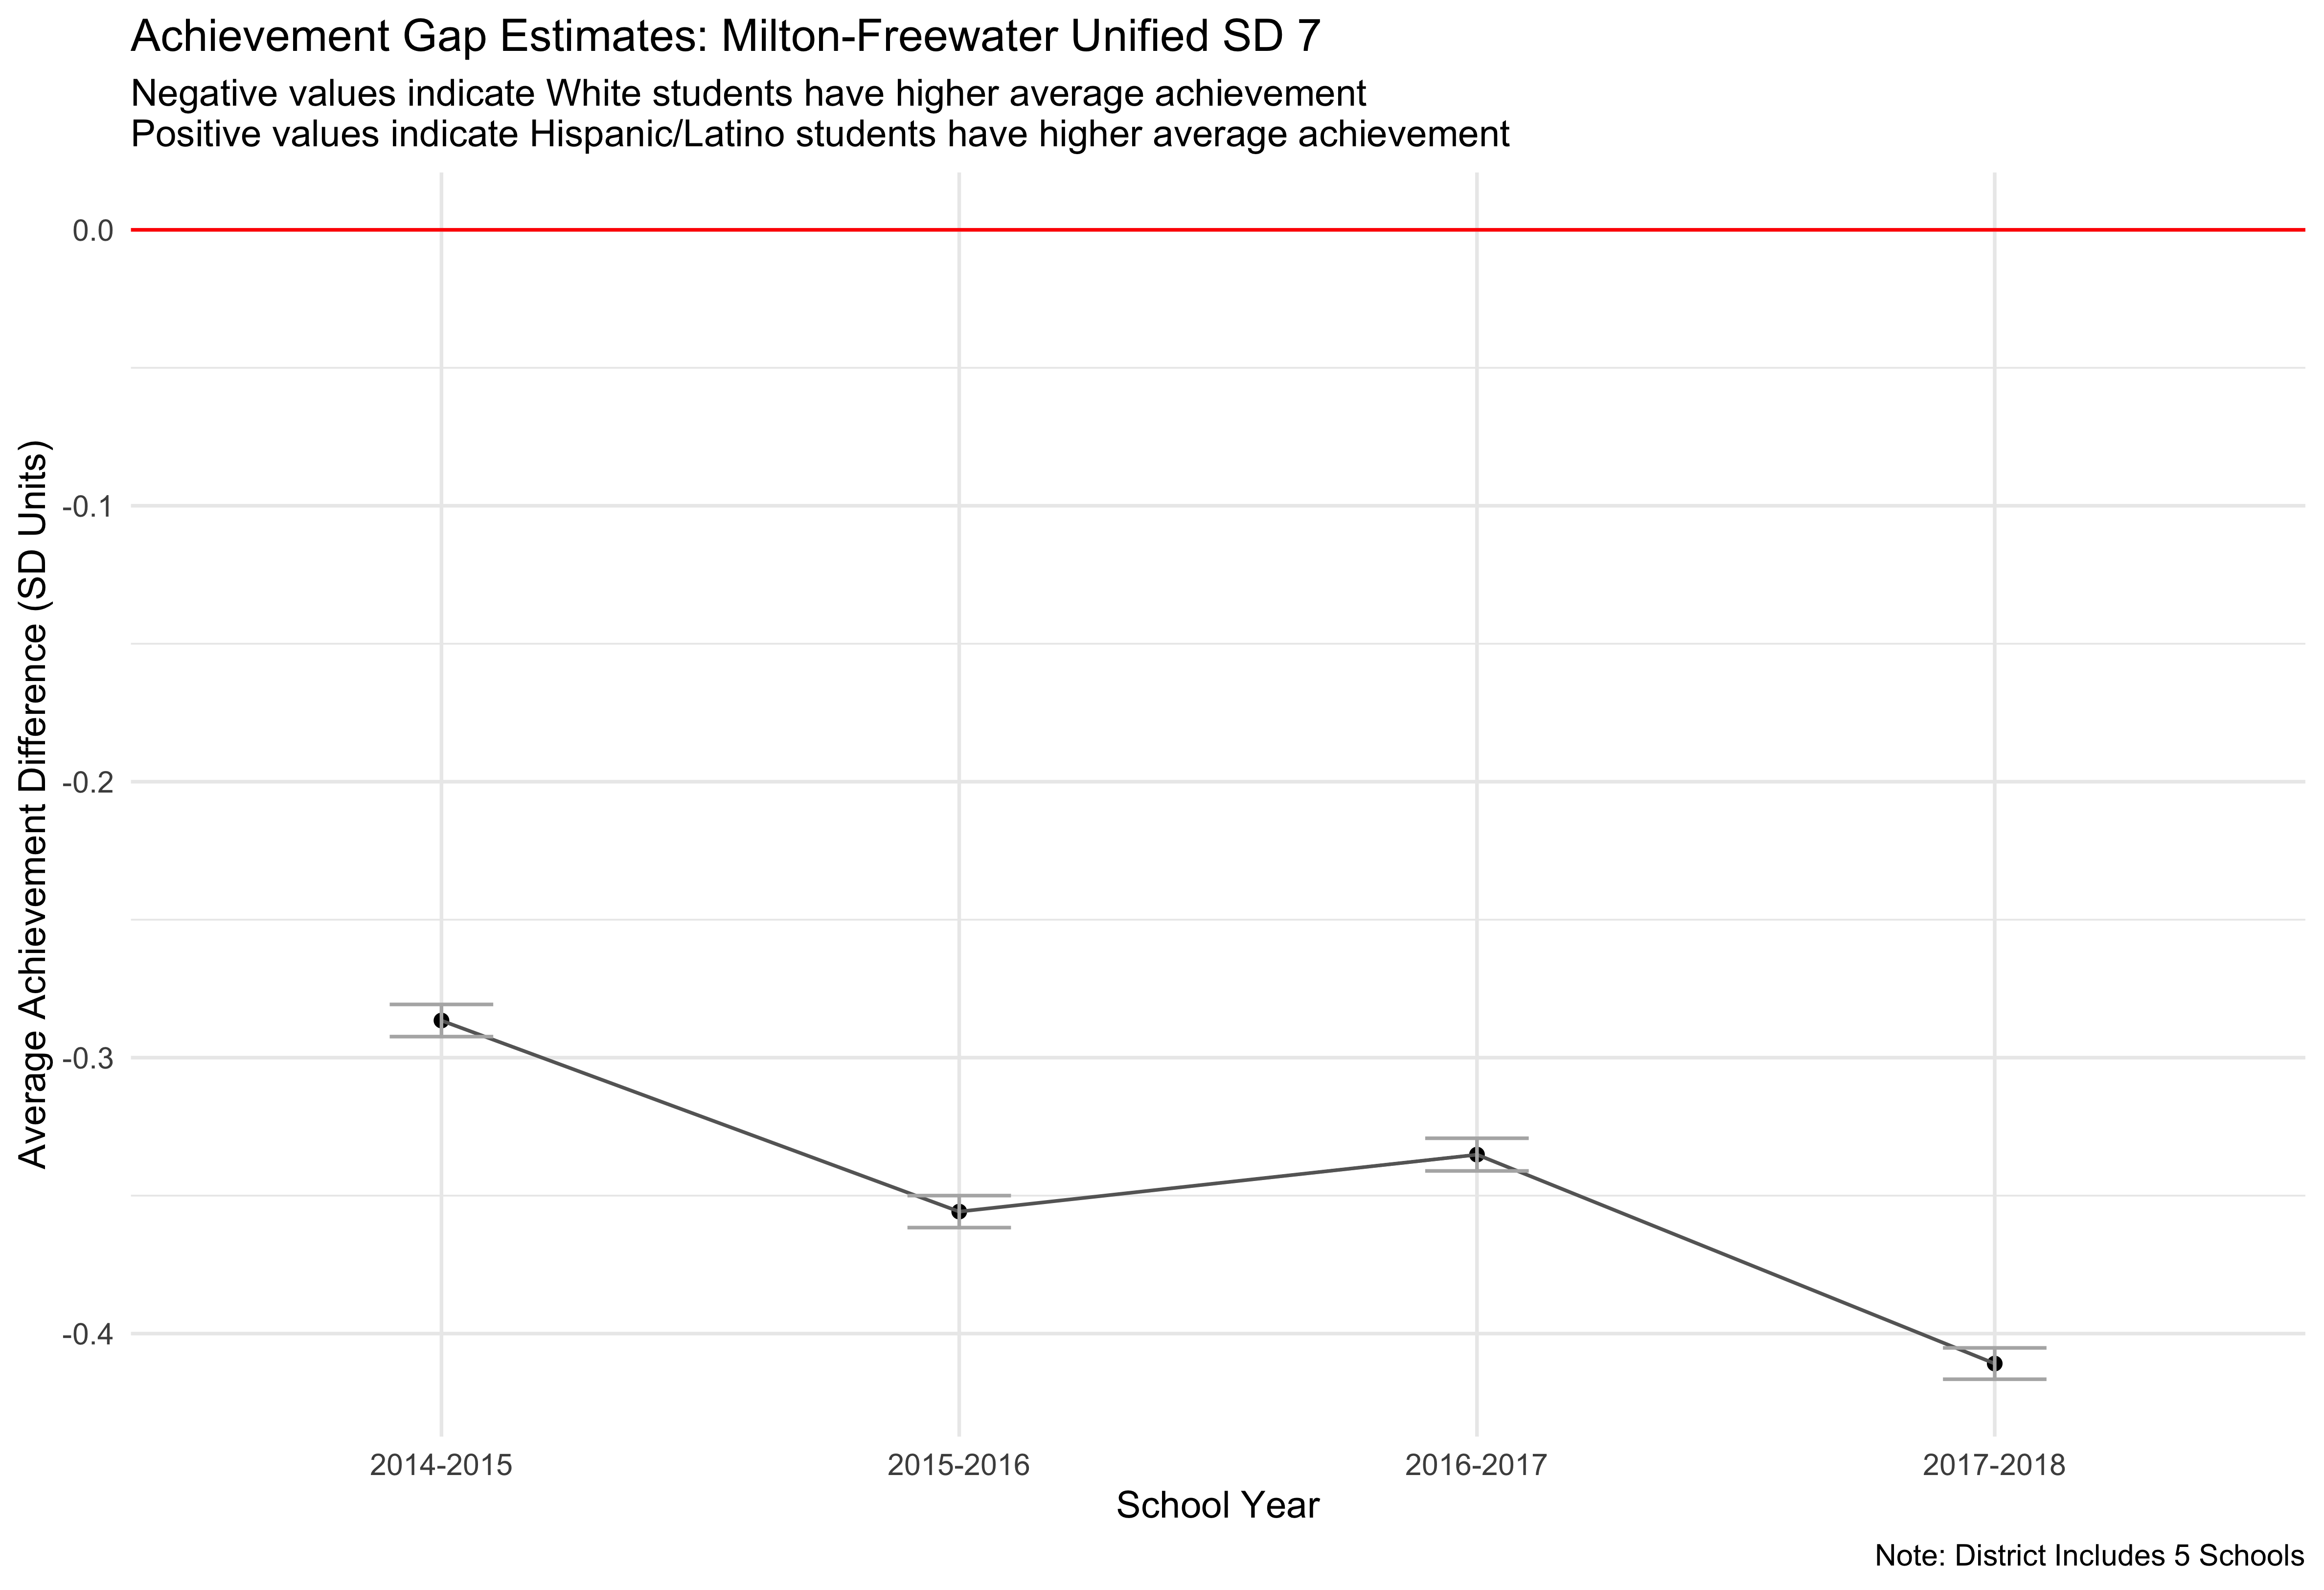 Achievement Gap Estimates: Milton-Freewater Unified SD 7
Negative values indicate White students have higher average achievement
Positive values indicate Hispanic/Latino students have higher average achievement
Average Achievement Difference (SD Units)
0.0
-0.1
-0.2
-0.3
-0.4
2014-2015
2015-2016
2016-2017
2017-2018
School Year
Note: District Includes 5 Schools